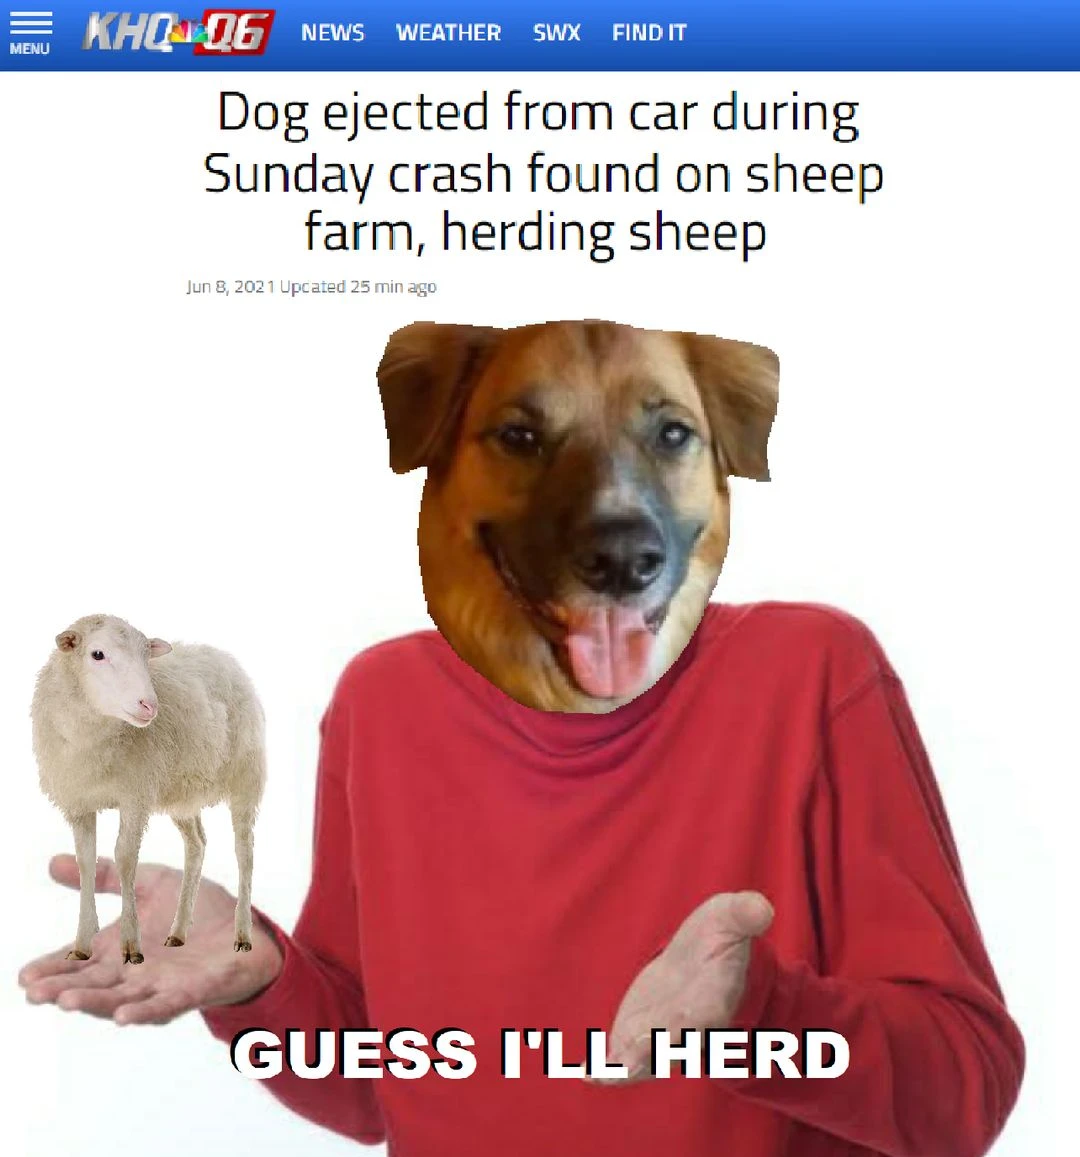 MENU
KHQ Q6
NEWS WEATHER SWX FIND IT
Dog ejected from car during
Sunday crash found on sheep
farm, herding sheep
Jun 8, 2021 Updated 25 min ago
GUESS I'LL HERD